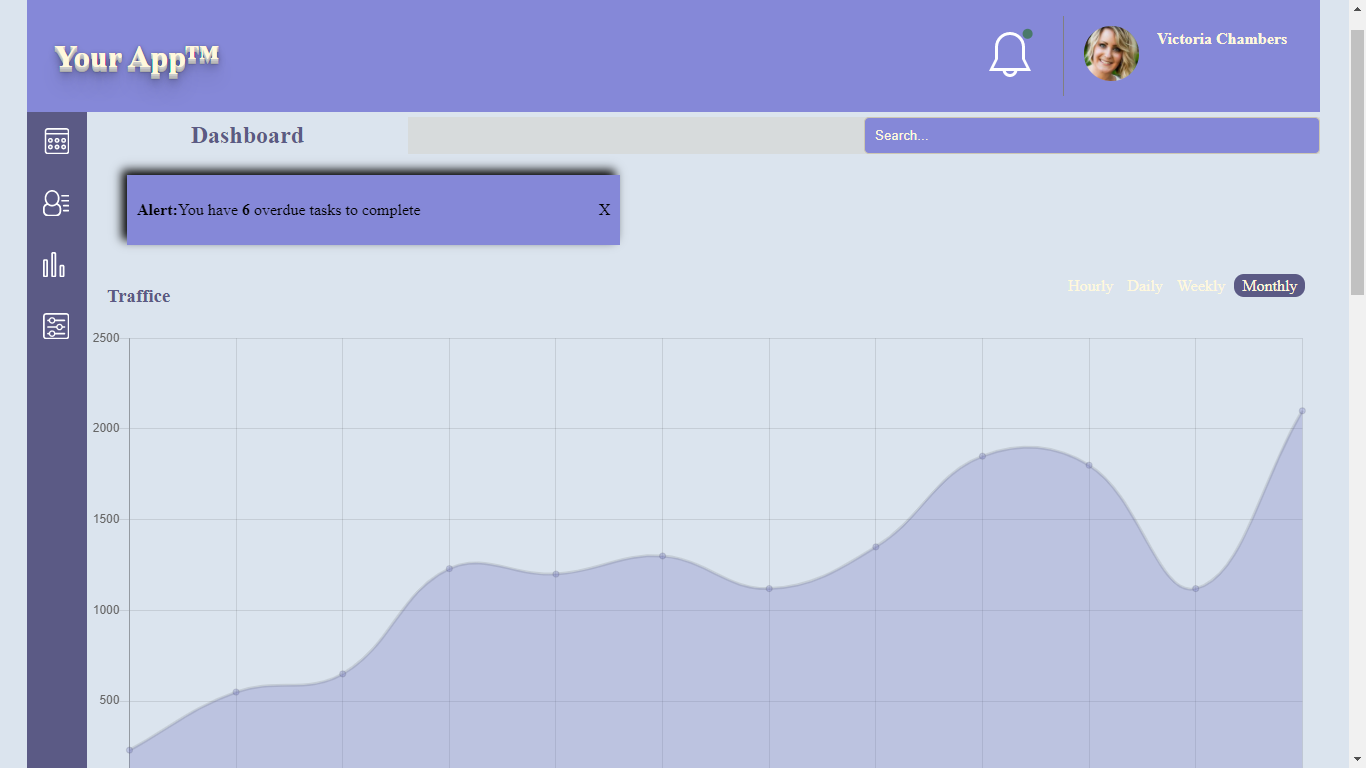 Your App™
Victoria Chambers
Dashboard
Search...
Alert:You have 6 overdue tasks to complete
X
Traffice
Hourly Daily Weekly Monthly
2500
2000
1500
1000
500